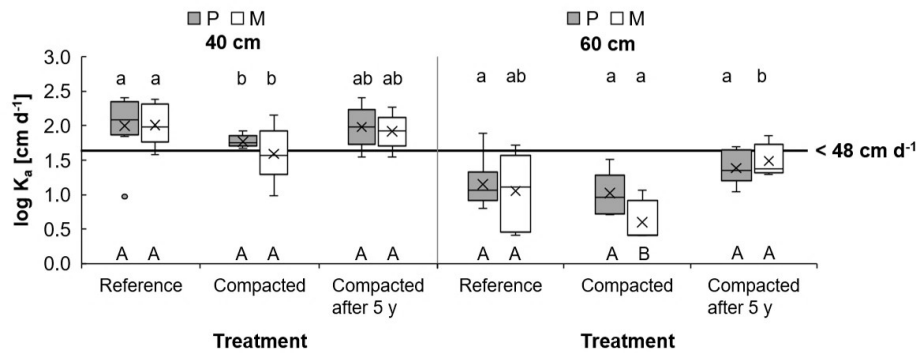 P M P M
40 cm 60 cm
3.0
2.5
2.0
1.5
1.0
0.5
0.0
log Ka [cm d-1]
a a b b ab ab a ab a a a b
< 48 cm d-1
A A A A A A A A A B A A
Reference Compacted Compacted after 5 y Reference Compacted Compacted after 5 y
Treatment Treatment